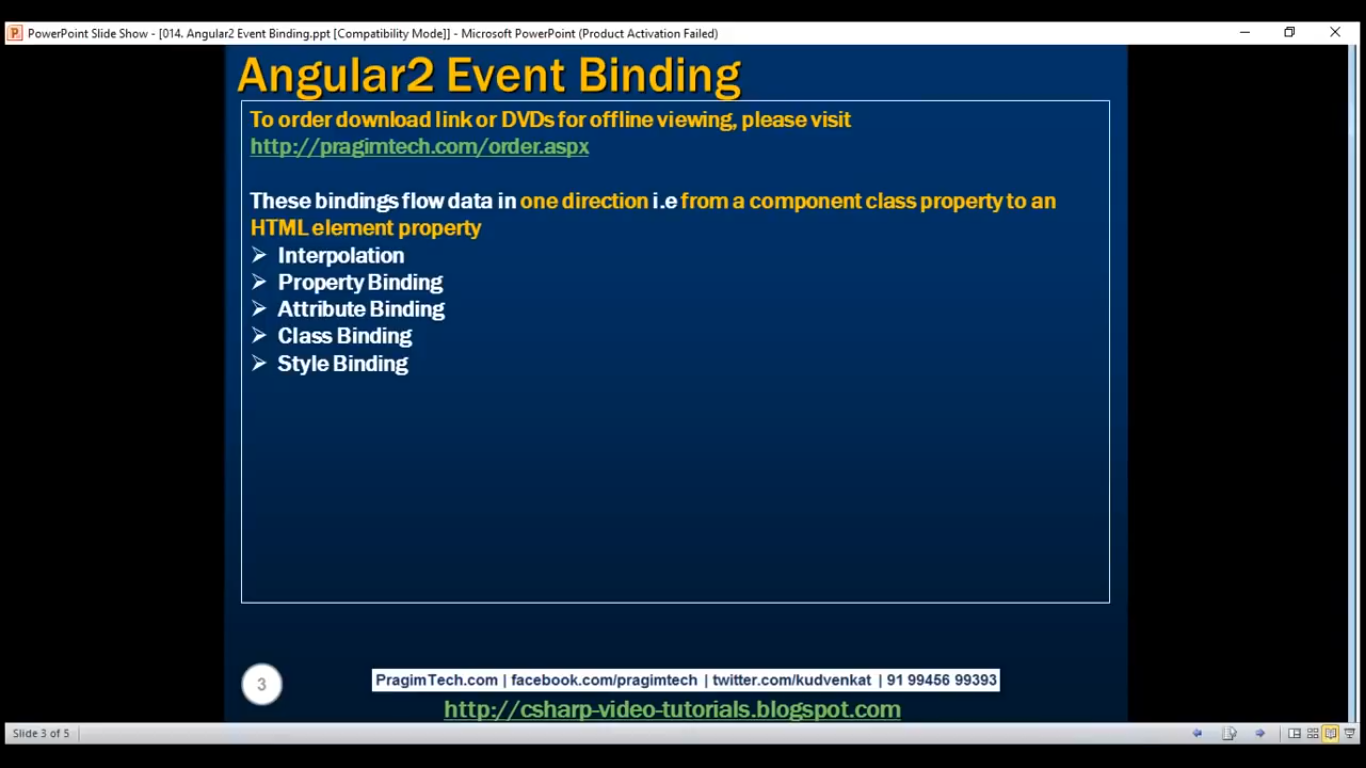 PowerPoint Slide Show - [014. Angular2 Event Binding.ppt [Compatibility Mode]] - Microsoft PowerPoint (Product Activation Failed)
Angular2 Event Binding
To order download link or DVDs for offline viewing, please visit
http://pragimtech.com/order.aspx
These bindings flow data in one direction i.e from a component class property to an
HTML element property
Interpolation
Property Binding
Attribute Binding
Class Binding
Style Binding
3
PragimTech.com | facebook.com/pragimtech | twitter.com/kudvenkat | 91 99456 99393
http://csharp-video-tutorials.blogspot.com
Slide 3 of 5